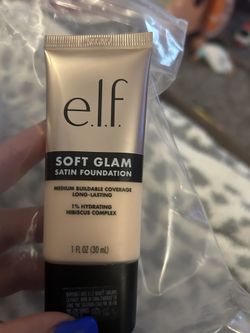 e.l.f.
SOFT GLAM
SATIN FOUNDATION
MEDIUM BUILDABLE COVERAGE
LONG-LASTING
1% HYDRATING
HIBISCUS COMPLEX
1 FL OZ (30 mL)